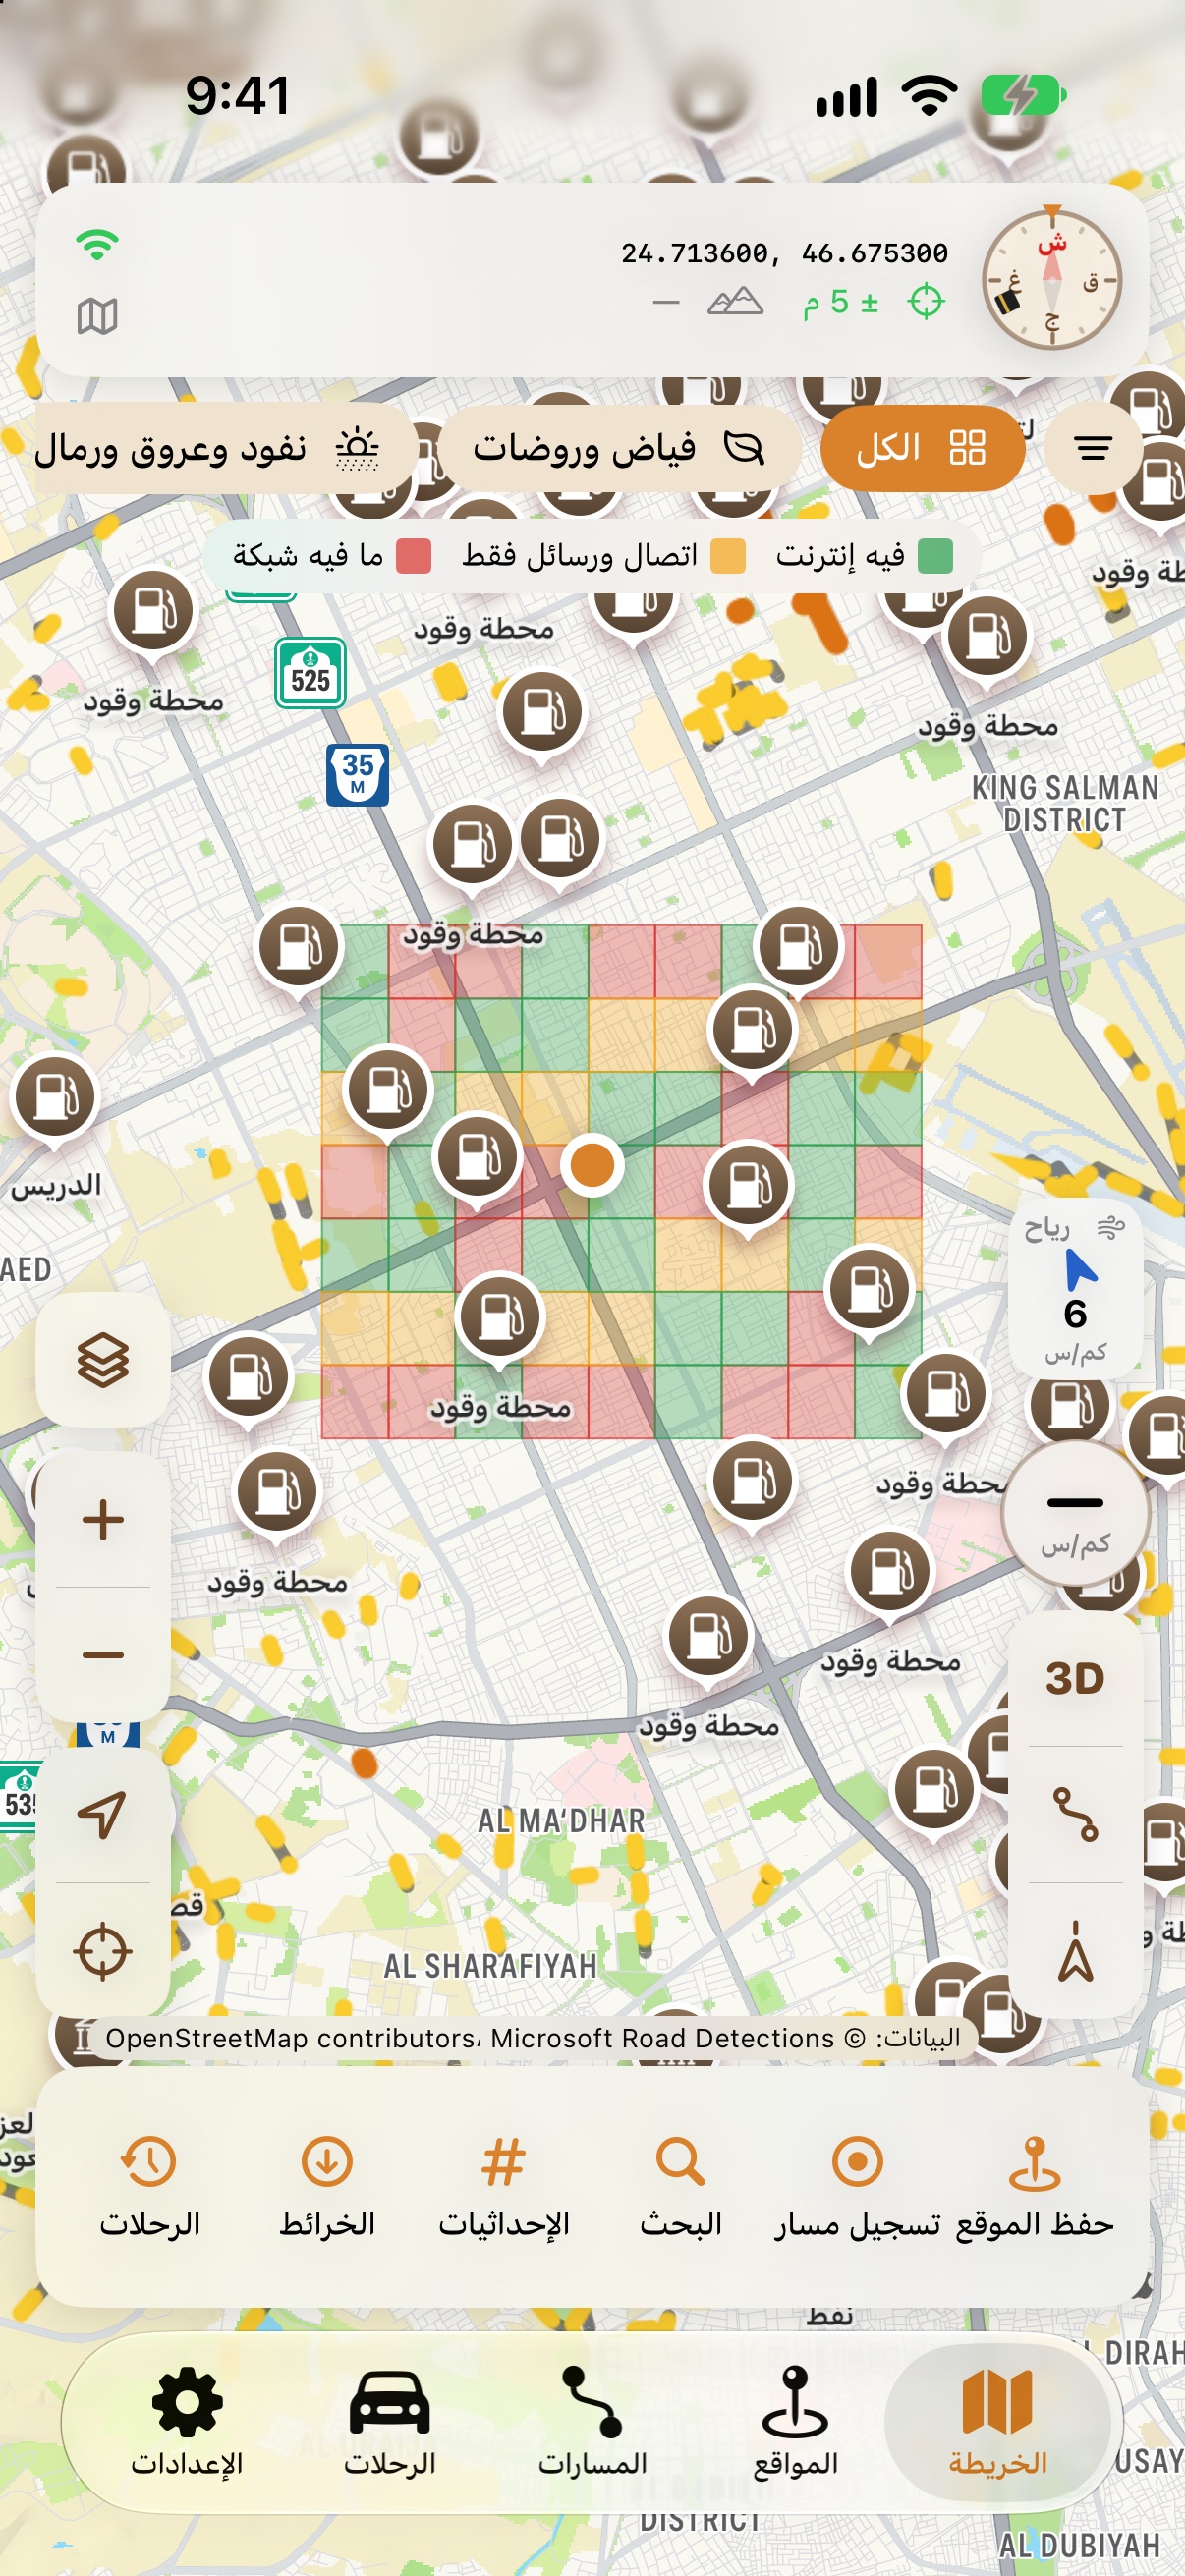 9:41
24.713600, 46.675300
± 5 م
—
ش
ق
غ
ج
الكل
فياض وروضات
نفود وعروق ورمال
فيه إنترنت
اتصال ورسائل فقط
ما فيه شبكة
محطة وقود
525
محطة وقود
35
M
محطة وقود
KING SALMAN
DISTRICT
محطة وقود
الدريس
رياح
6
كم/س
محطة وقود
محطة وقود
كم/س
محطة وقود
محطة وقود
3D
محطة وقود
M
535
AL MA'DHAR
AL SHARAFIYAH
البيانات: © OpenStreetMap contributors، Microsoft Road Detections
حفظ الموقع
تسجيل مسار
البحث
الإحداثيات
الخرائط
الرحلات
نفط
الخريطة
المواقع
المسارات
الرحلات
الإعدادات
DISTRICT
AL DUBIYAH